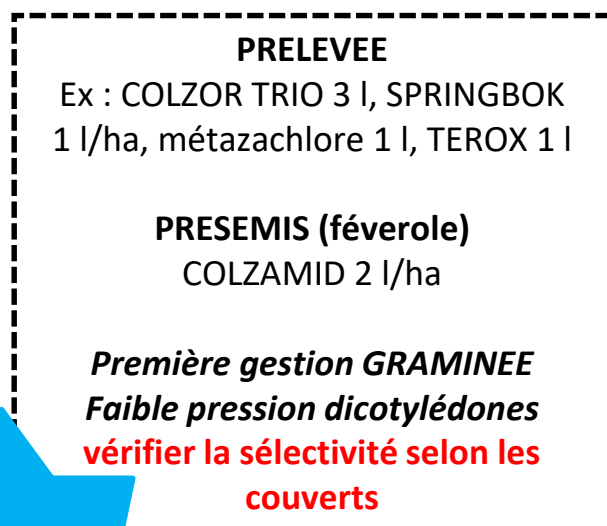 PRELEVEE
Ex : COLZOR TRIO 3 l, SPRINGBOK
1 l/ha, métazachlore 1 l, TEROX 1 l
PRESEMIS (féverole)
COLZAMID 2 l/ha
Première gestion GRAMINEE
Faible pression dicotylédones
vérifier la sélectivité selon les
couverts